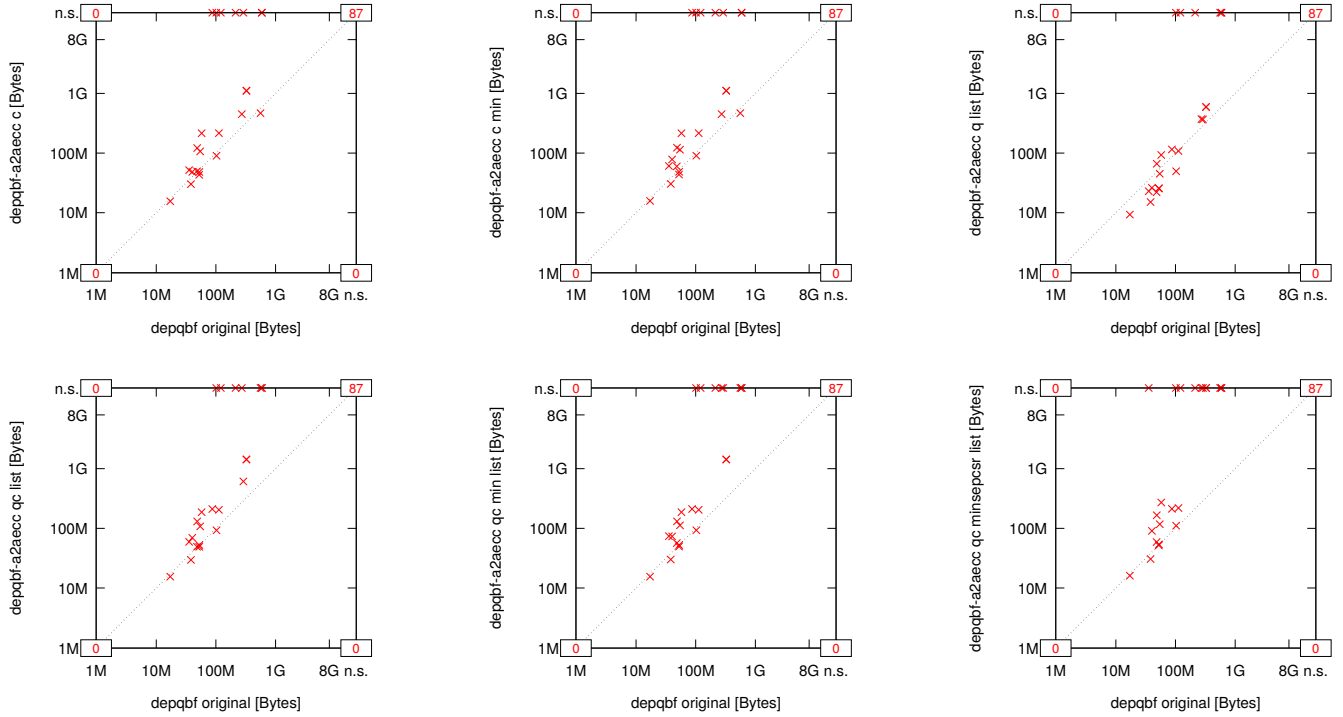 n.s. 0 87
8G
1G
100M
10M
1M 0 0
1M 10M 100M 1G 8G n.s.
depqbf-a2aecc c [Bytes]
depqbf original [Bytes]
n.s. 0 87
8G
1G
100M
10M
1M 0 0
1M 10M 100M 1G 8G n.s.
depqbf-a2aecc c min [Bytes]
depqbf original [Bytes]
n.s. 0 87
8G
1G
100M
10M
1M 0 0
1M 10M 100M 1G 8G n.s.
depqbf-a2aecc q list [Bytes]
depqbf original [Bytes]
n.s. 0 87
8G
1G
100M
10M
1M 0 0
1M 10M 100M 1G 8G n.s.
depqbf-a2aecc qc list [Bytes]
depqbf original [Bytes]
n.s. 0 87
8G
1G
100M
10M
1M 0 0
1M 10M 100M 1G 8G n.s.
depqbf-a2aecc qc min list [Bytes]
depqbf original [Bytes]
n.s. 0 87
8G
1G
100M
10M
1M 0 0
1M 10M 100M 1G 8G n.s.
depqbf-a2aecc qc minsepcsr list [Bytes]
depqbf original [Bytes]